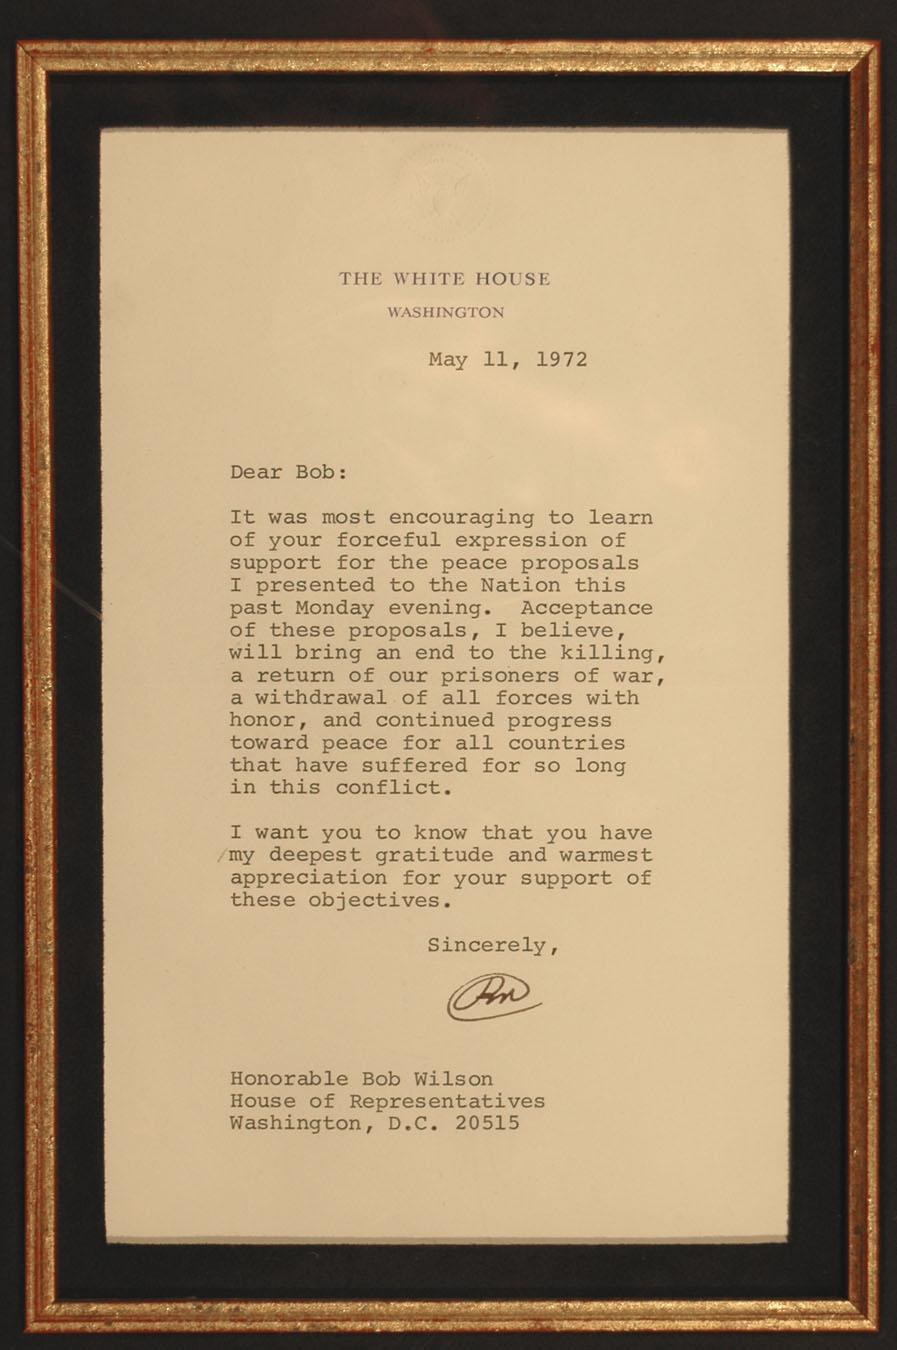 THE WHITE HOUSE
WASHINGTON
May 11, 1972
Dear Bob:
It was most encouraging to learn
of your forceful expression of
support for the peace proposals
I presented to the Nation this
past Monday evening. Acceptance
of these proposals, I believe,
will bring an end to the killing,
a return of our prisoners of war,
a withdrawal of all forces with
honor, and continued progress
toward peace for all countries
that have suffered for so long
in this conflict.
I want you to know that you have
my deepest gratitude and warmest
appreciation for your support of
these objectives.
Sincerely,
RN
Honorable Bob Wilson
House of Representatives
Washington, D.C. 20515